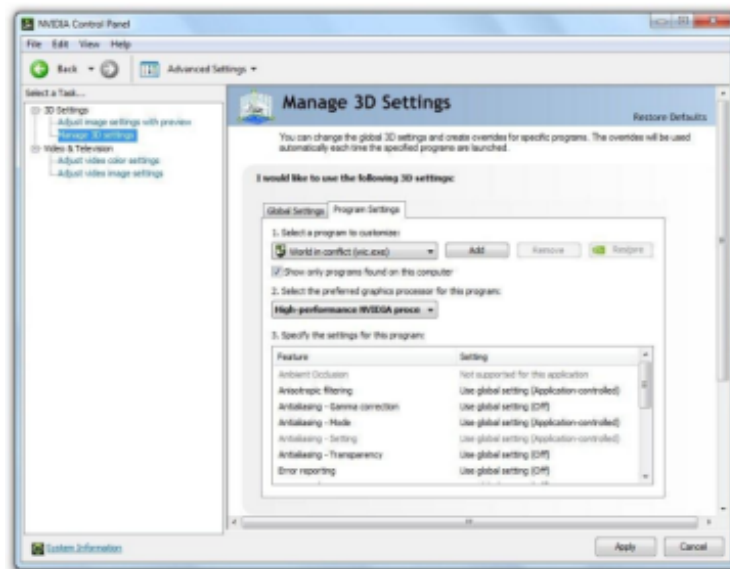 NVIDIA Control Panel
File Edit View Help
Back Advanced Settings
Select a Task...
3D Settings
Adjust image settings with preview
Manage 3D settings
Video & Television
Adjust video color settings
Adjust video image settings
Manage 3D Settings
Restore Defaults
You can change the global 3D settings and create overrides for specific programs. The overrides will be used
automatically each time the specified programs are launched.
I would like to use the following 3D settings:
Global Settings Program Settings
1. Select a program to customize:
World in conflict (wic.exe) Add Remove Restore
Show only programs found on this computer
2. Select the preferred graphics processor for this program:
High-performance NVIDIA proce
3. Specify the settings for this program:
Feature Setting
Ambient Occlusion Not supported for this application
Anisotropic filtering Use global setting (Application-controlled)
Antialiasing - Gamma correction Use global setting (Off)
Antialiasing - Mode Use global setting (Application-controlled)
Antialiasing - Setting Use global setting (Application-controlled)
Antialiasing - Transparency Use global setting (Off)
Error reporting Use global setting (Off)
System Information
Apply Cancel